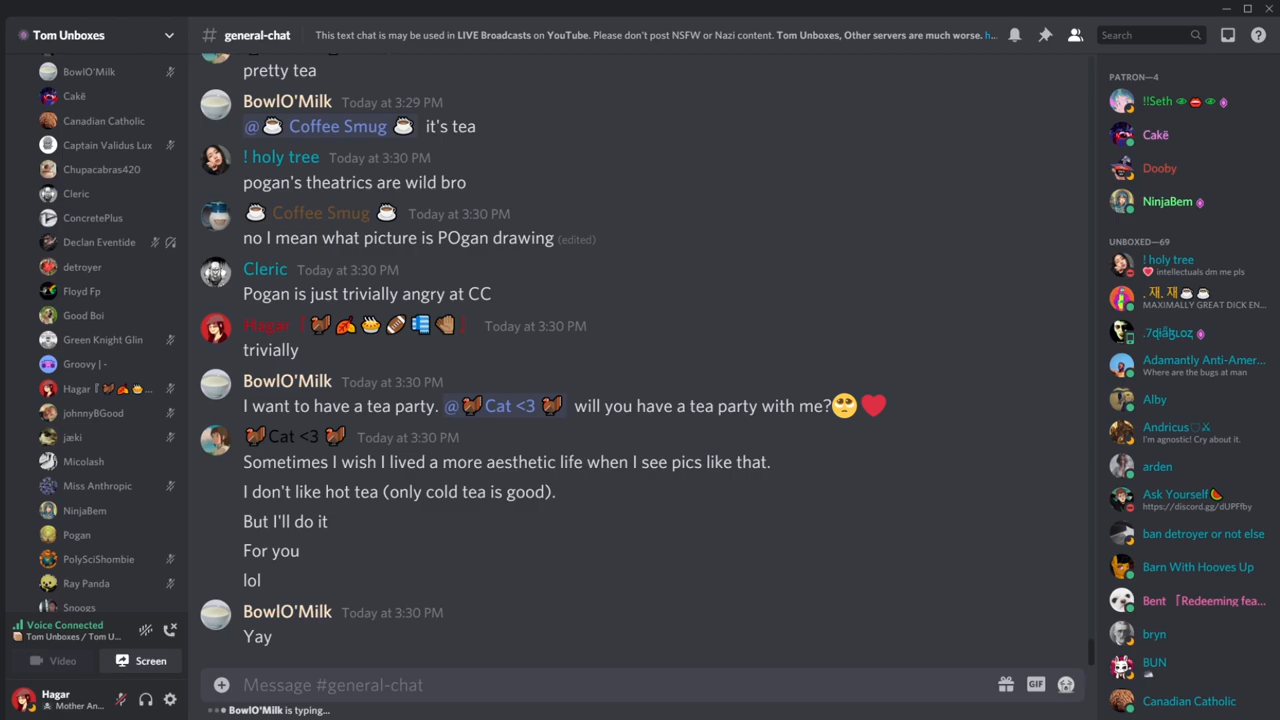 Tom Unboxes
general-chat
This text chat is may be used in LIVE Broadcasts on YouTube. Please don't post NSFW or Nazi content. Tom Unboxes, Other servers are much worse. h...
Search
BowlO'Milk
Cakë
Canadian Catholic
Captain Validus Lux
Chupacabras420
Cleric
ConcretePlus
Declan Eventide
detroyer
Floyd Fp
Good Boi
Green Knight Glin
Groovy | -
Hagar『🦃🍂🥧...
johnnyBGood
jæki
Micolash
Miss Anthropic
NinjaBem
Pogan
PolySciShombie
Ray Panda
Snoogs
Voice Connected
Tom Unboxes / Tom U...
Video
Screen
Hagar
Mother An...
pretty tea
BowlO'Milk Today at 3:29 PM
@☕ Coffee Smug ☕ it's tea
! holy tree Today at 3:30 PM
pogan's theatrics are wild bro
☕ Coffee Smug ☕ Today at 3:30 PM
no I mean what picture is POgan drawing (edited)
Cleric Today at 3:30 PM
Pogan is just trivially angry at CC
Hagar『🦃🍂🥧🏈🧣🤚』 Today at 3:30 PM
trivially
BowlO'Milk Today at 3:30 PM
I want to have a tea party. @🦃Cat <3 🦃 will you have a tea party with me?🥺❤️
🦃Cat <3 🦃 Today at 3:30 PM
Sometimes I wish I lived a more aesthetic life when I see pics like that.
I don't like hot tea (only cold tea is good).
But I'll do it
For you
lol
BowlO'Milk Today at 3:30 PM
Yay
Message #general-chat
GIF
BowlO'Milk is typing...
PATRON—4
!!Seth 👁👄👁
Cakë
Dooby
NinjaBem
UNBOXED—69
! holy tree
❤️ intellectuals dm me pls
. 재. 재☕☕
MAXIMALLY GREAT DICK EN...
Adamantly Anti-Amer...
Where are the bugs at man
Alby
Andricus🛡⚔
I'm agnostic! Cry about it.
arden
Ask Yourself🍉
https://discord.gg/dUPFfby
ban detroyer or not else
Barn With Hooves Up
Bent 『Redeeming fea...
bryn
BUN
Canadian Catholic